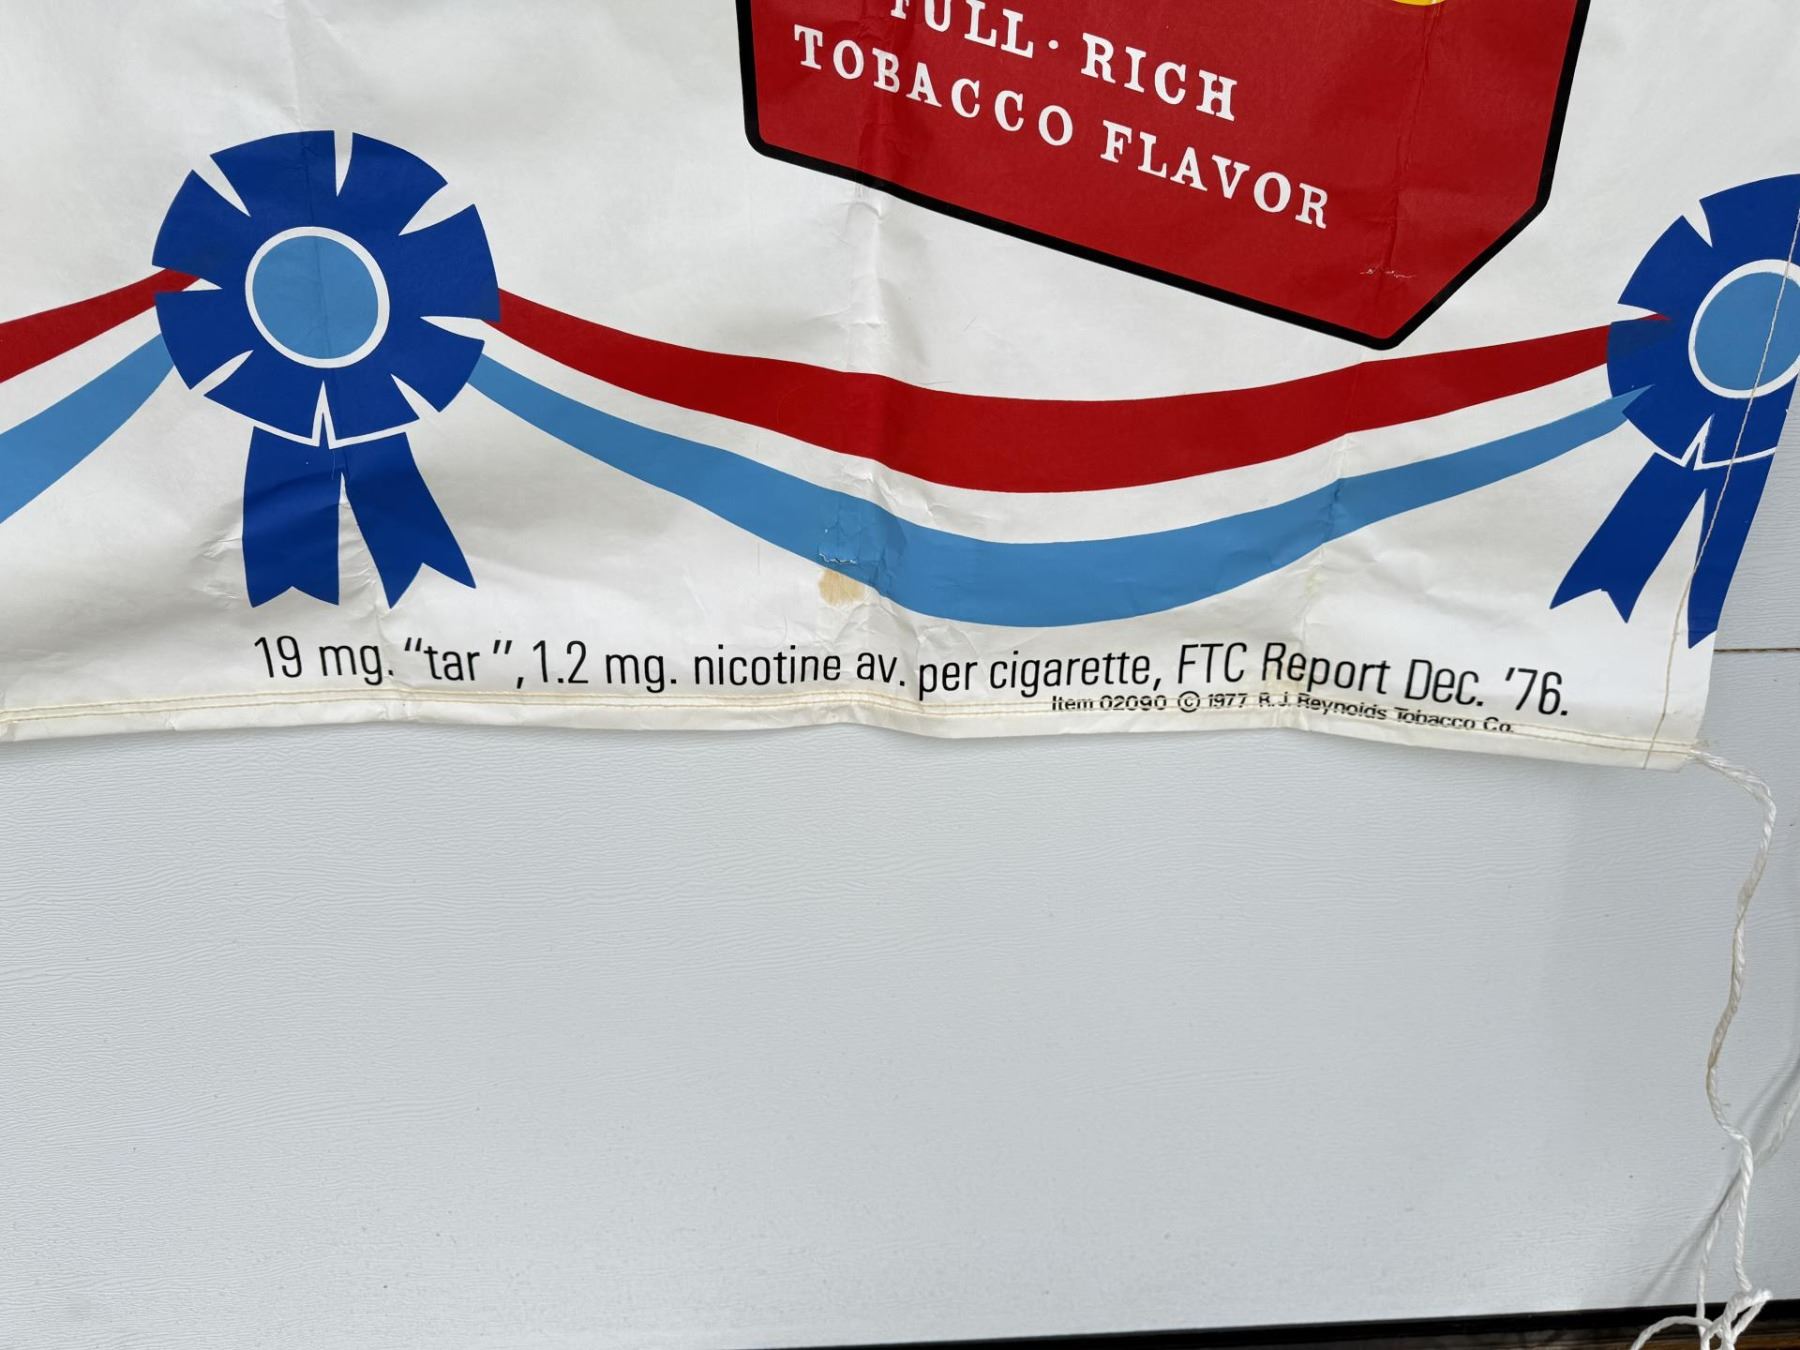 FULL · RICH
TOBACCO FLAVOR
19 mg. "tar", 1.2 mg. nicotine av. per cigarette, FTC Report Dec. '76.
Item 02090 © 1977 R. J. Reynolds Tobacco Co.